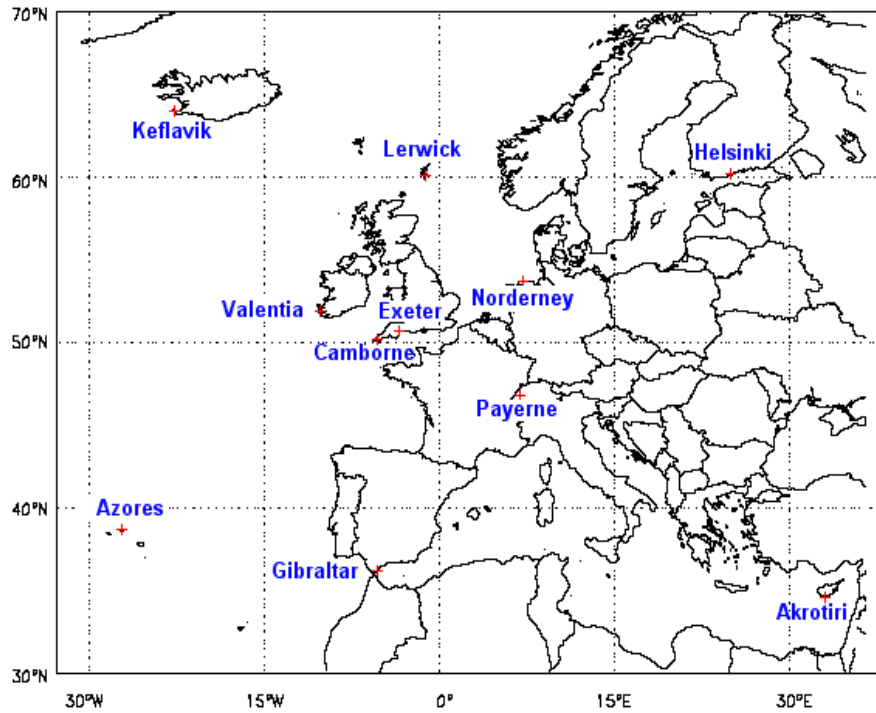 70°N
Keflavik
Lerwick
Helsinki
60°N
Valentia
Exeter
Norderney
50°N
Camborne
Payerne
Azores
40°N
Gibraltar
Akrotiri
30°N
30°W
15°W
0°
15°E
30°E